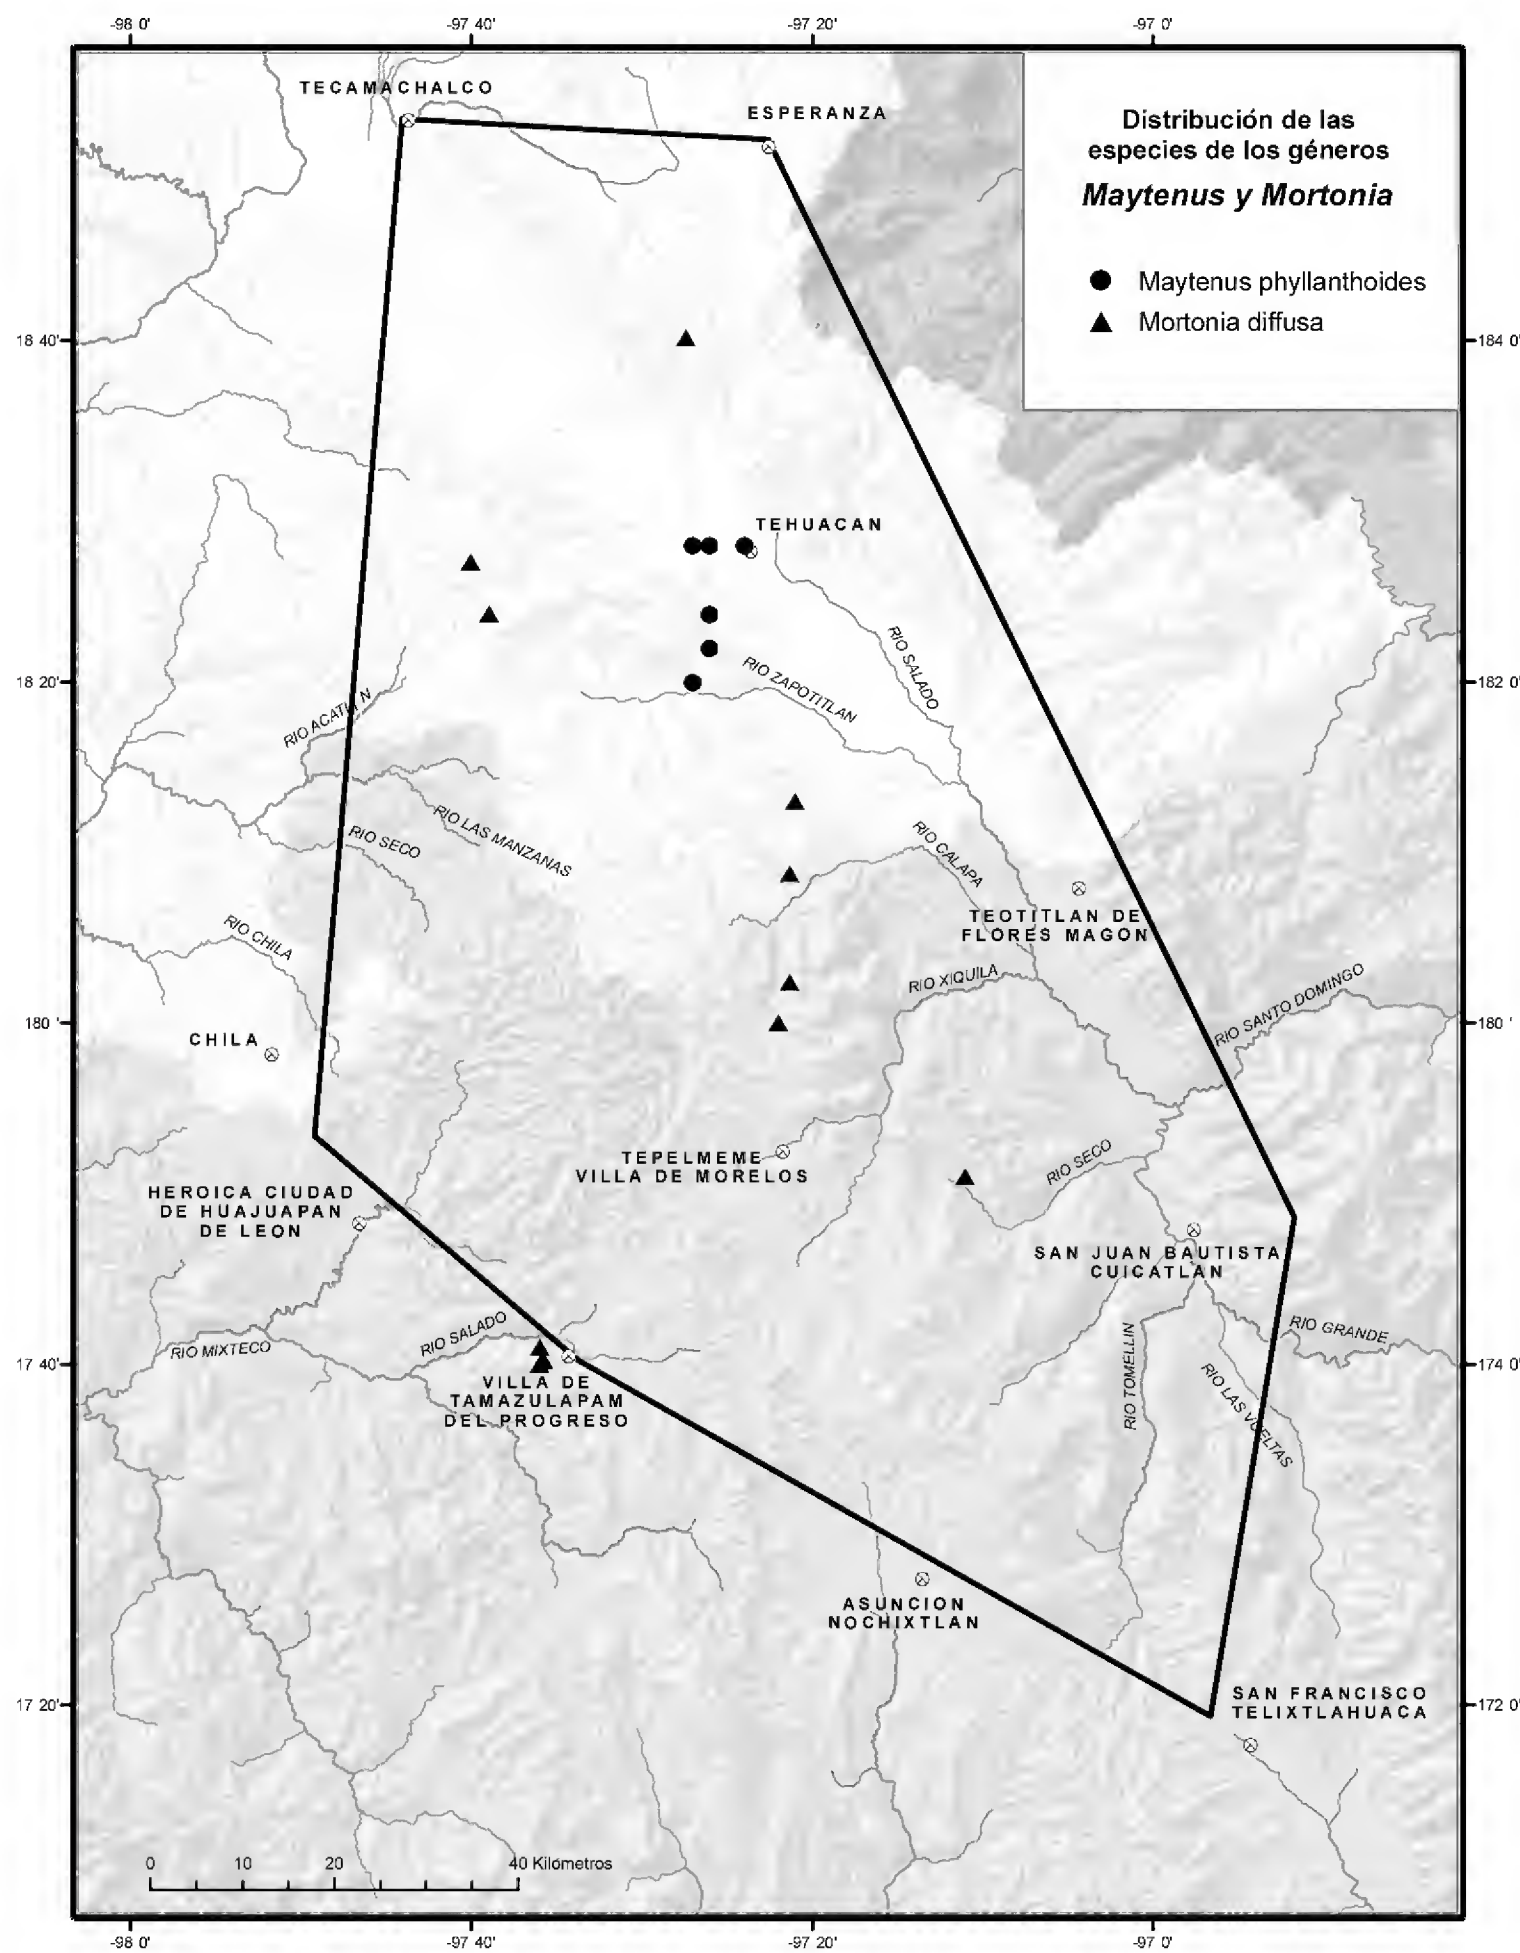 -98 0'
-97 40'
-97 20'
-97 0'
TECAMACHALCO
ESPERANZA
Distribución de las
especies de los géneros
Maytenus y Mortonia
Maytenus phyllanthoides
Mortonia diffusa
18 40'
184 0'
TEHUACAN
RIO SALADO
RIO ZAPOTITLAN
18 20'
182 0'
RIO ACATL N
RIO LAS MANZANAS
RIO SECO
RIO CALAPA
TEOTITLAN DE
FLORES MAGON
RIO CHILA
RIO XIQUILA
RIO SANTO DOMINGO
180 '
180 '
CHILA
TEPELMEME
VILLA DE MORELOS
RIO SECO
HEROICA CIUDAD
DE HUAJUAPAN
DE LEON
SAN JUAN BAUTISTA
CUICATLAN
RIO SALADO
RIO MIXTECO
RIO GRANDE
RIO TOMELLIN
RIO LAS VUELTAS
17 40'
174 0'
VILLA DE
TAMAZULAPAM
DEL PROGRESO
ASUNCION
NOCHIXTLAN
17 20'
172 0'
SAN FRANCISCO
TELIXTLAHUACA
0 10 20 40 Kilómetros
-98 0'
-97 40'
-97 20'
-97 0'